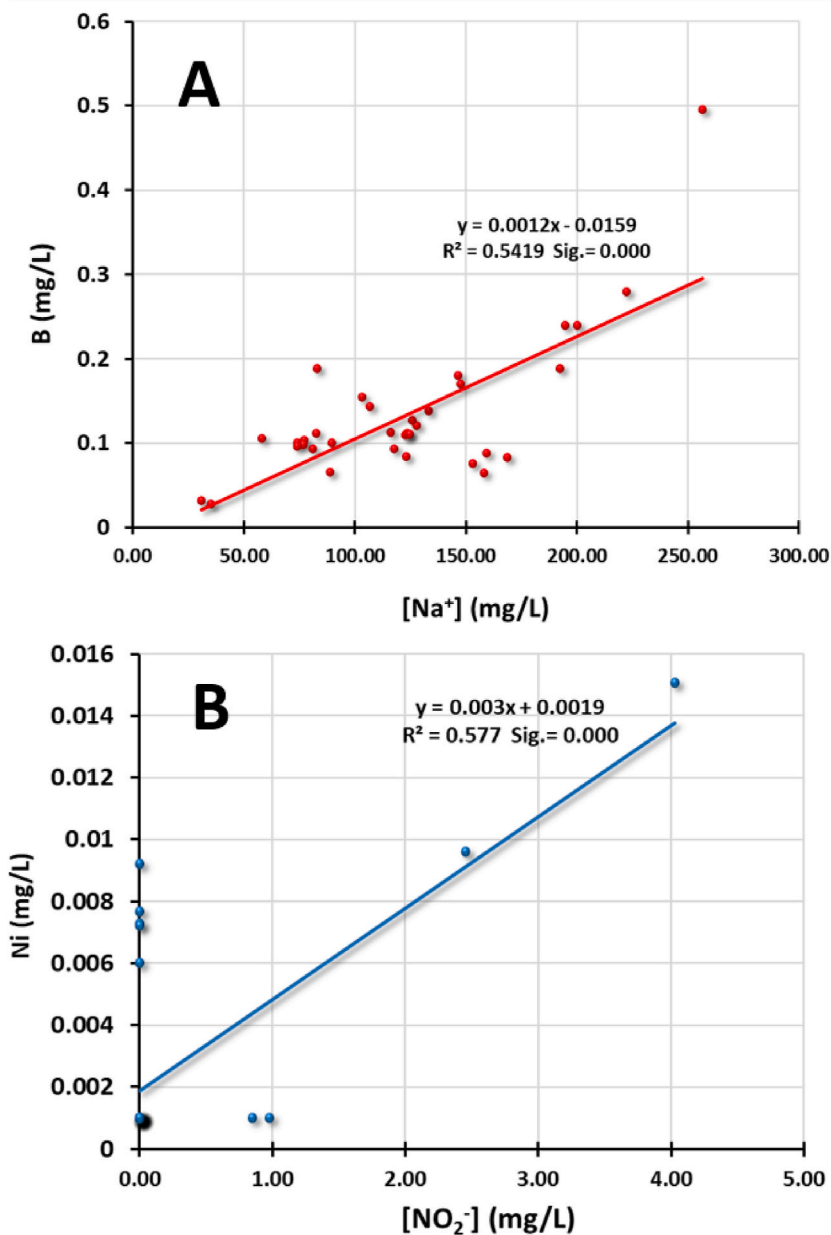 A
0.6
0.5
0.4
0.3
0.2
0.1
0
B (mg/L)
y = 0.0012x - 0.0159
R² = 0.5419 Sig.= 0.000
0.00 50.00 100.00 150.00 200.00 250.00 300.00
[Na⁺] (mg/L)
B
0.016
0.014
0.012
0.01
0.008
0.006
0.004
0.002
0
Ni (mg/L)
y = 0.003x + 0.0019
R² = 0.577 Sig.= 0.000
0.00 1.00 2.00 3.00 4.00 5.00
[NO₂⁻] (mg/L)